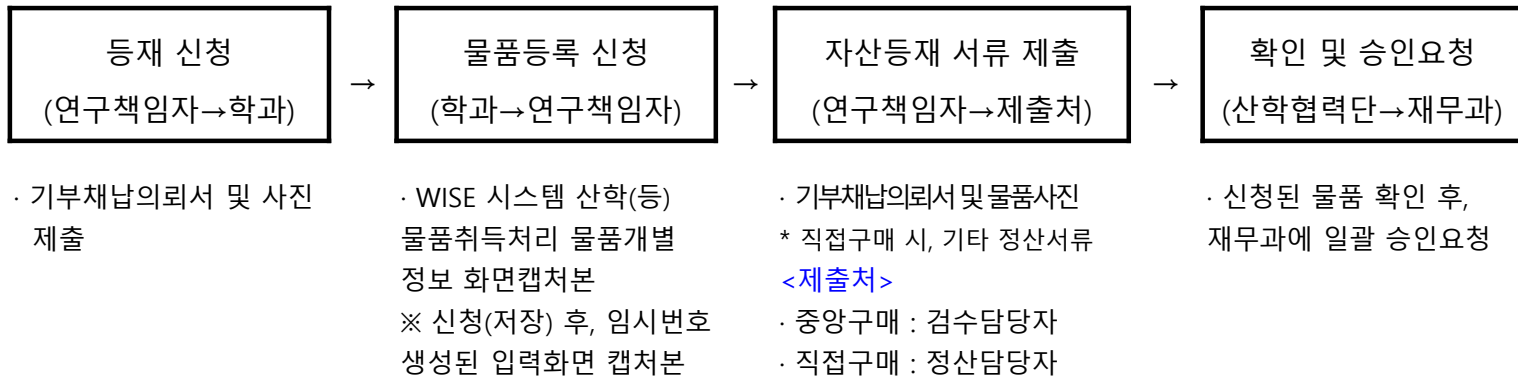 등재 신청
(연구책임자→학과)
→
물품등록 신청
(학과→연구책임자)
→
자산등재 서류 제출
(연구책임자→제출처)
→
확인 및 승인요청
(산학협력단→재무과)
· 기부채납의뢰서 및 사진
제출
· WISE 시스템 산학(등)
물품취득처리 물품개별
정보 화면캡처본
※ 신청(저장) 후, 임시번호
생성된 입력화면 캡처본
· 기부채납의뢰서 및 물품사진
* 직접구매 시, 기타 정산서류
<제출처>
· 중앙구매 : 검수담당자
· 직접구매 : 정산담당자
· 신청된 물품 확인 후,
재무과에 일괄 승인요청